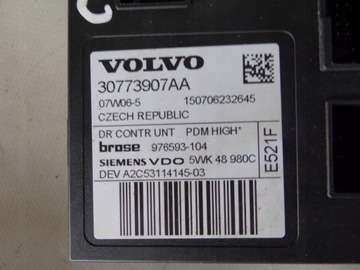 VOLVO
30773907AA
07W06-5 150706232645
CZECH REPUBLIC
DR CONTR UNT PDM HIGH*
brose 976593-104
SIEMENS VDO 5WK 48 980C
DEV A2C53114145-03
E521F